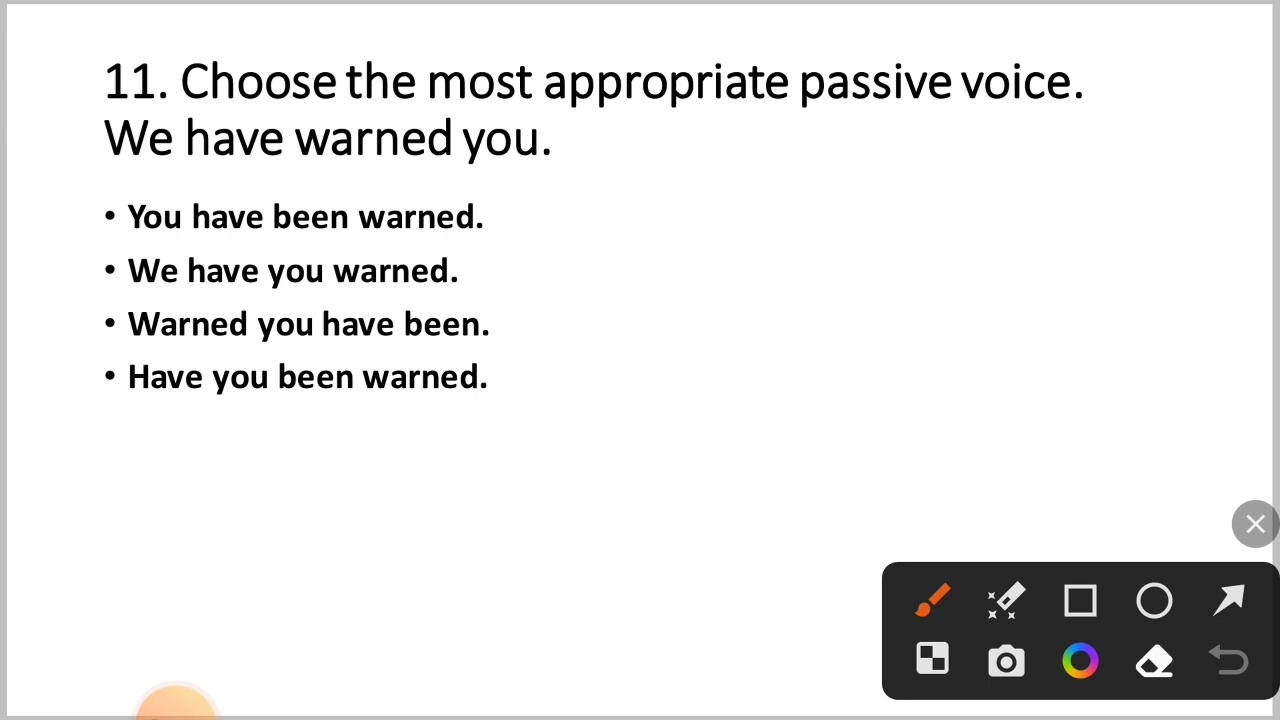 11. Choose the most appropriate passive voice.
We have warned you.
• You have been warned.
• We have you warned.
• Warned you have been.
• Have you been warned.